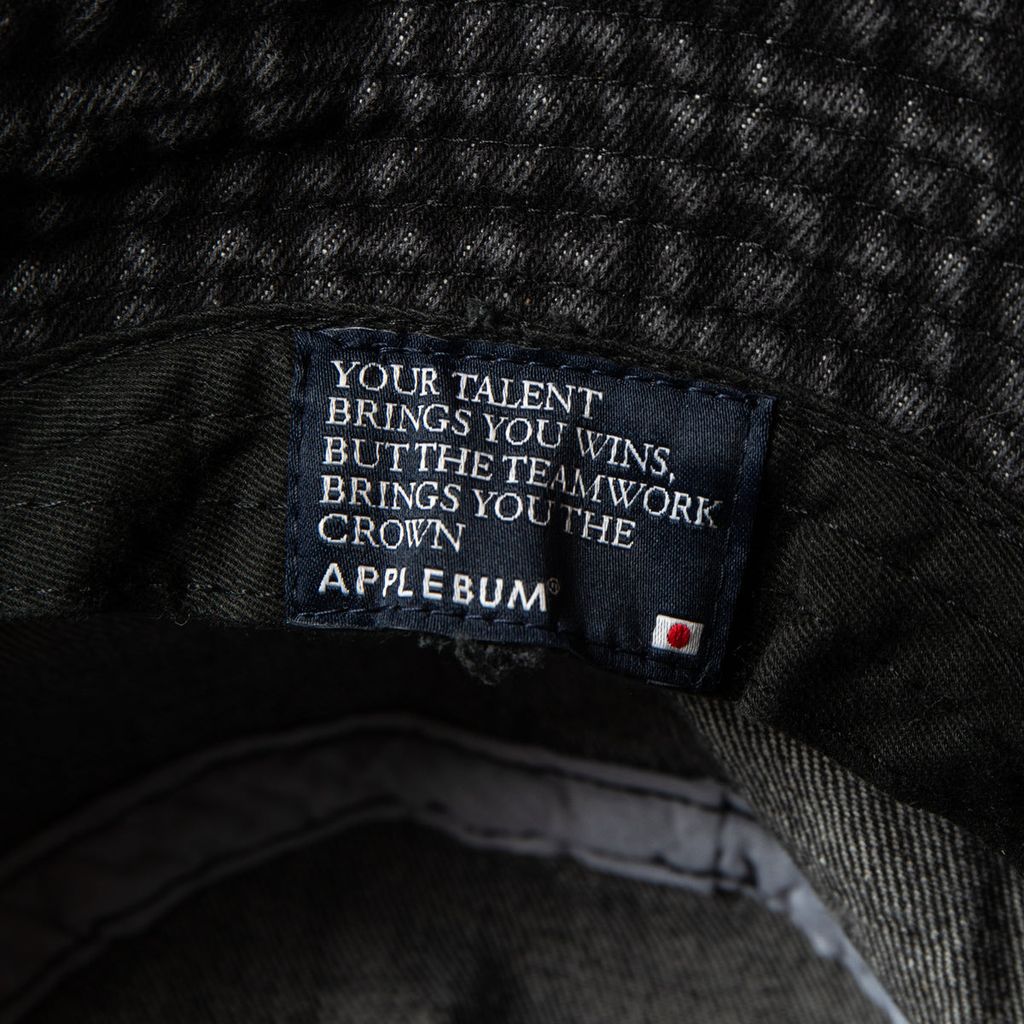 YOUR TALENT
BRINGS YOU WINS,
BUT THE TEAMWORK
BRINGS YOU THE
CROWN
APPLEBUM®